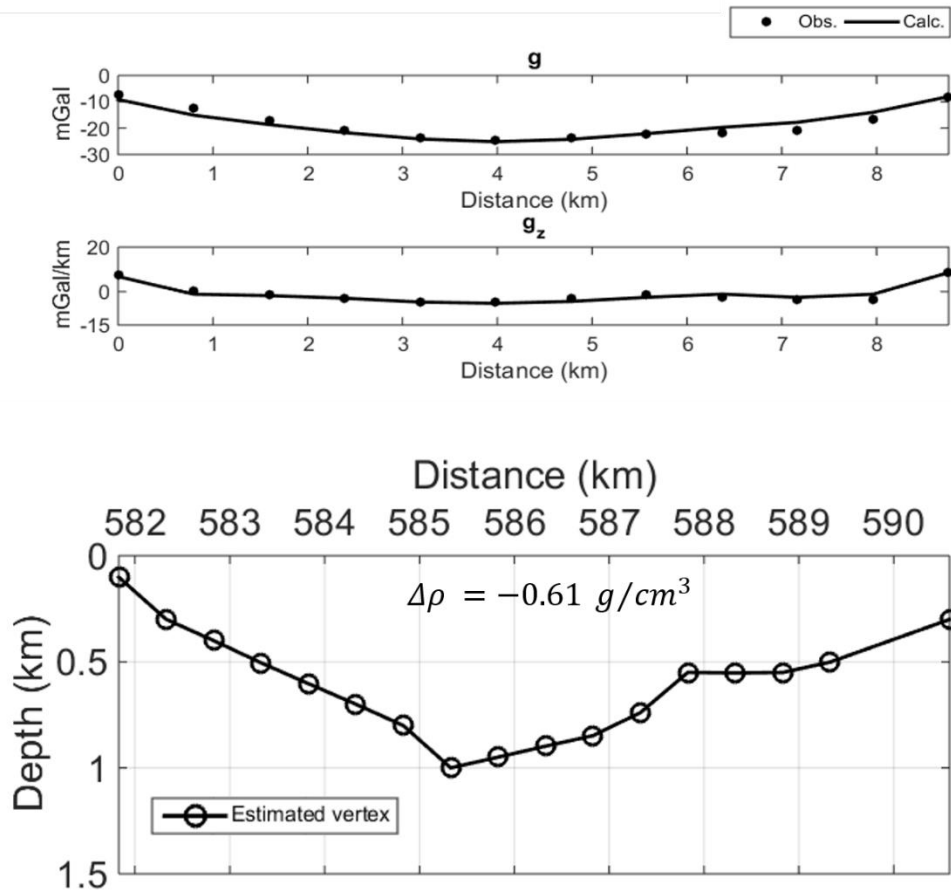 Obs. Calc.
g
0
-10
-20
-30
mGal
0 1 2 3 4 5 6 7 8
Distance (km)
g_z
20
0
-15
mGal/km
0 1 2 3 4 5 6 7 8
Distance (km)
Distance (km)
582 583 584 585 586 587 588 589 590
0
0.5
1
1.5
Depth (km)
Δρ = −0.61 g/cm³
Estimated vertex